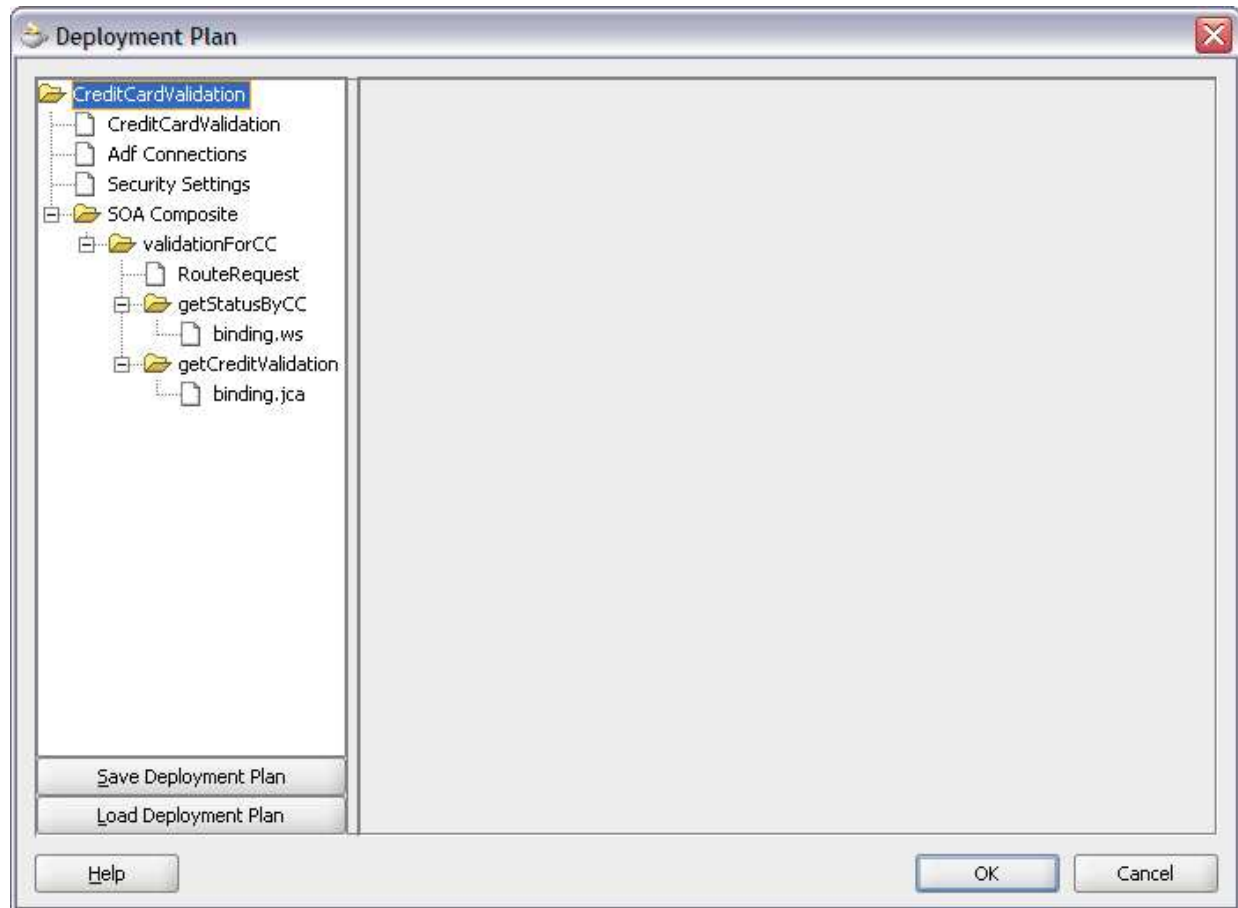 Deployment Plan
CreditCardValidation
CreditCardValidation
Adf Connections
Security Settings
SOA Composite
validationForCC
RouteRequest
getStatusByCC
binding.ws
getCreditValidation
binding.jca
Save Deployment Plan
Load Deployment Plan
Help
OK
Cancel